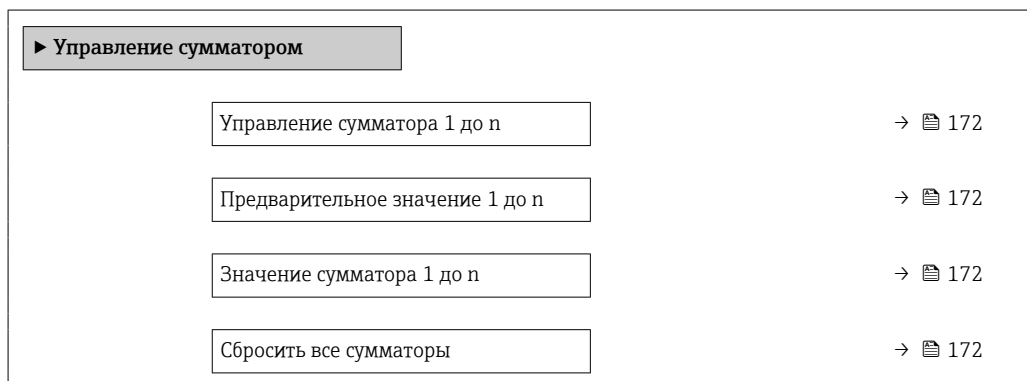 ▶ Управление сумматором
Управление сумматора 1 до n → 172
Предварительное значение 1 до n → 172
Значение сумматора 1 до n → 172
Сбросить все сумматоры → 172